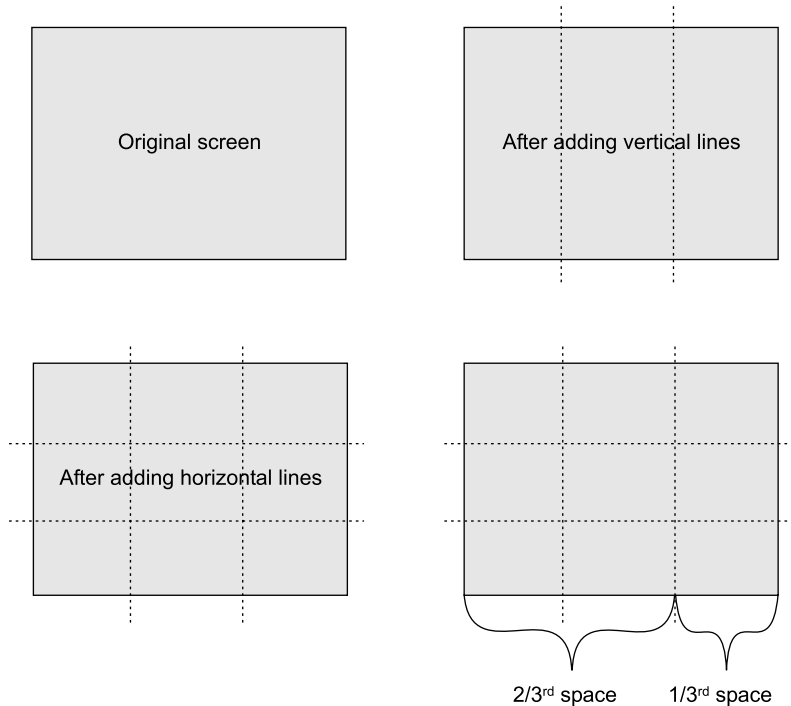 Original screen
After adding vertical lines
After adding horizontal lines
2/3rd space
1/3rd space